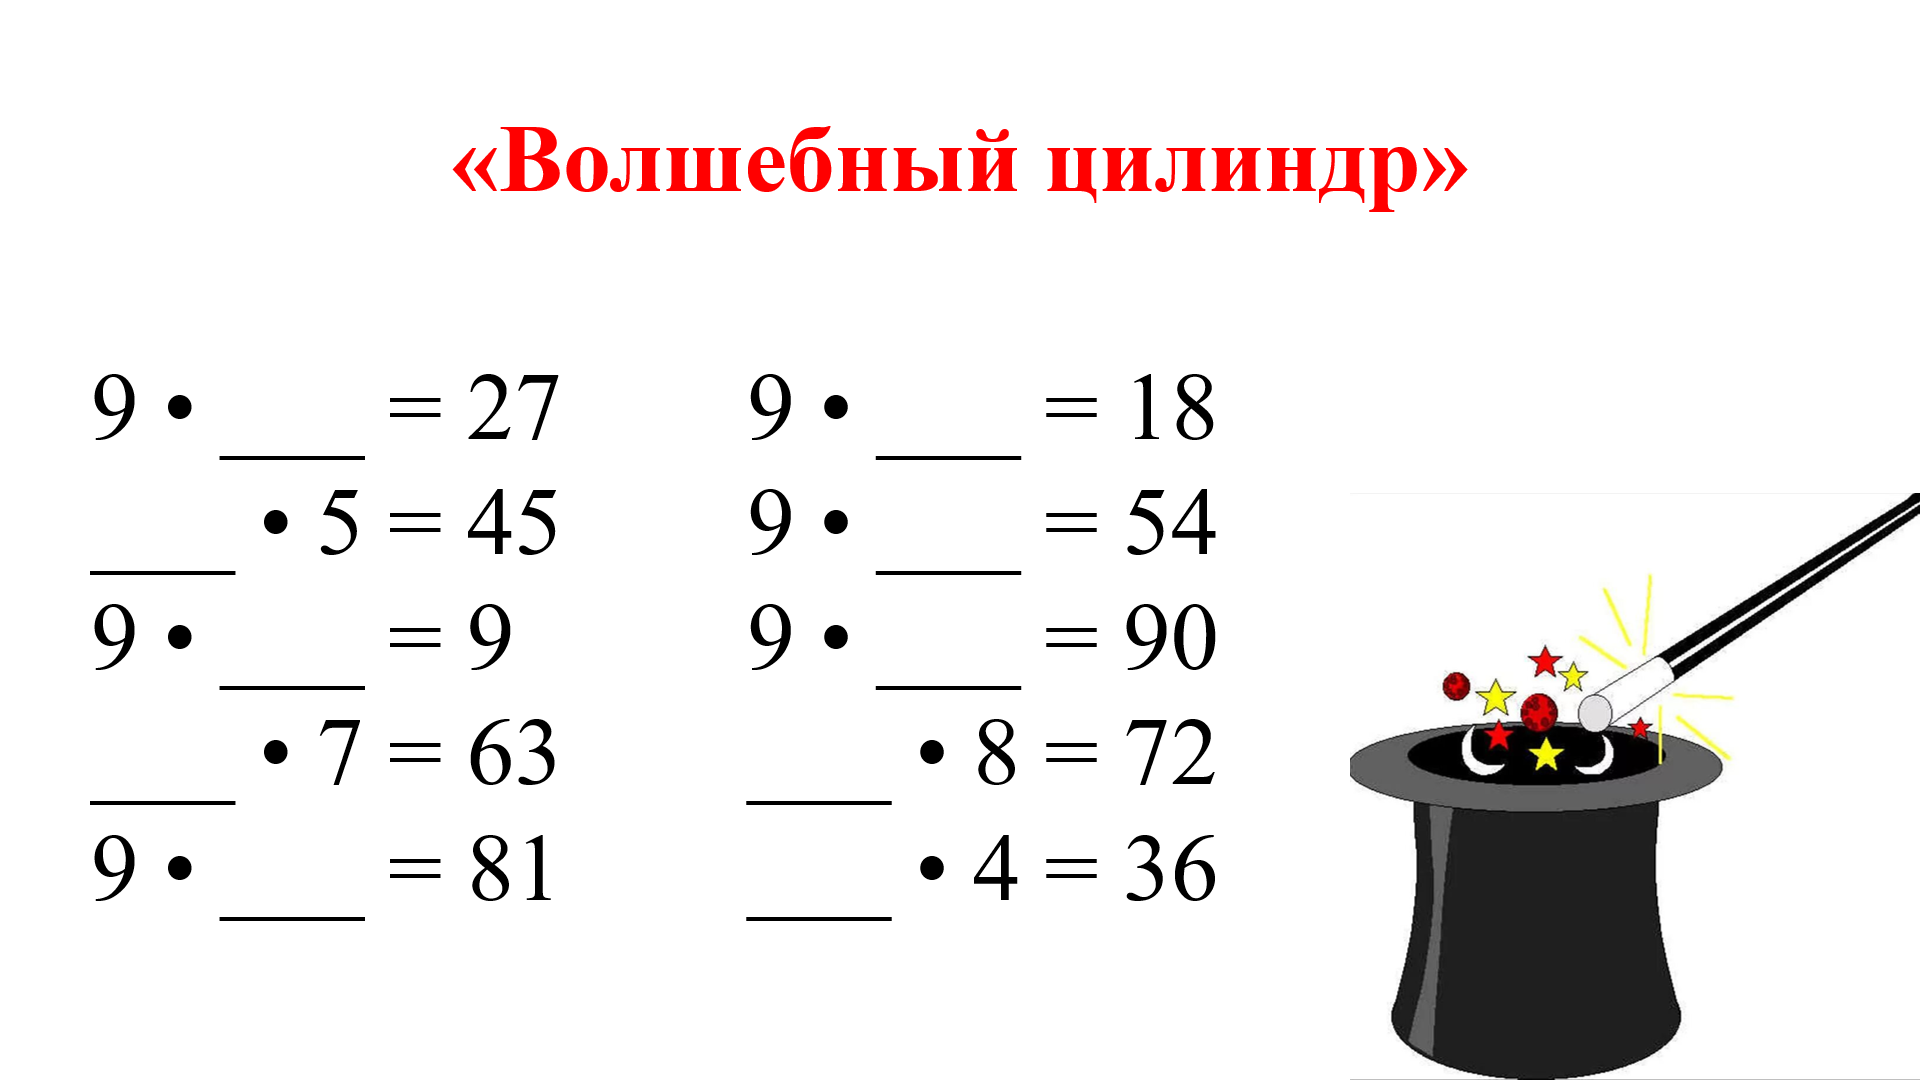 «Волшебный цилиндр»
9 • ___ = 27
___ • 5 = 45
9 • ___ = 9
___ • 7 = 63
9 • ___ = 81
9 • ___ = 18
9 • ___ = 54
9 • ___ = 90
___ • 8 = 72
___ • 4 = 36